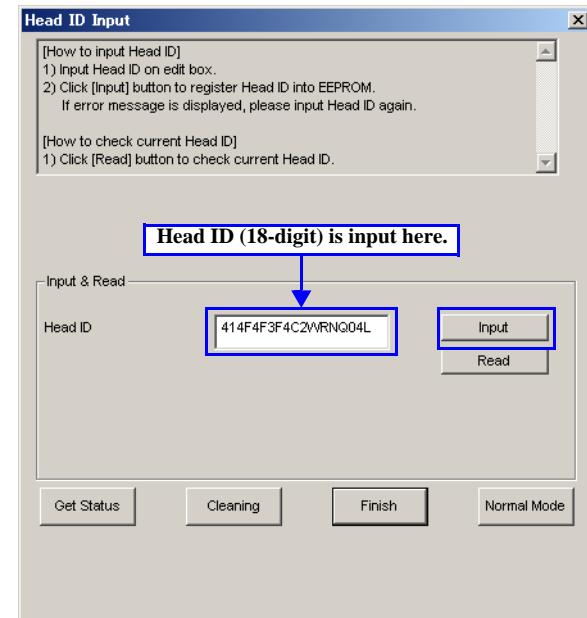 Head ID Input
[How to input Head ID]
1) Input Head ID on edit box.
2) Click [Input] button to register Head ID into EEPROM.
If error message is displayed, please input Head ID again.
[How to check current Head ID]
1) Click [Read] button to check current Head ID.
Head ID (18-digit) is input here.
Input & Read
Head ID
414F4F3F4C2WRNQ04L
Input
Read
Get Status
Cleaning
Finish
Normal Mode